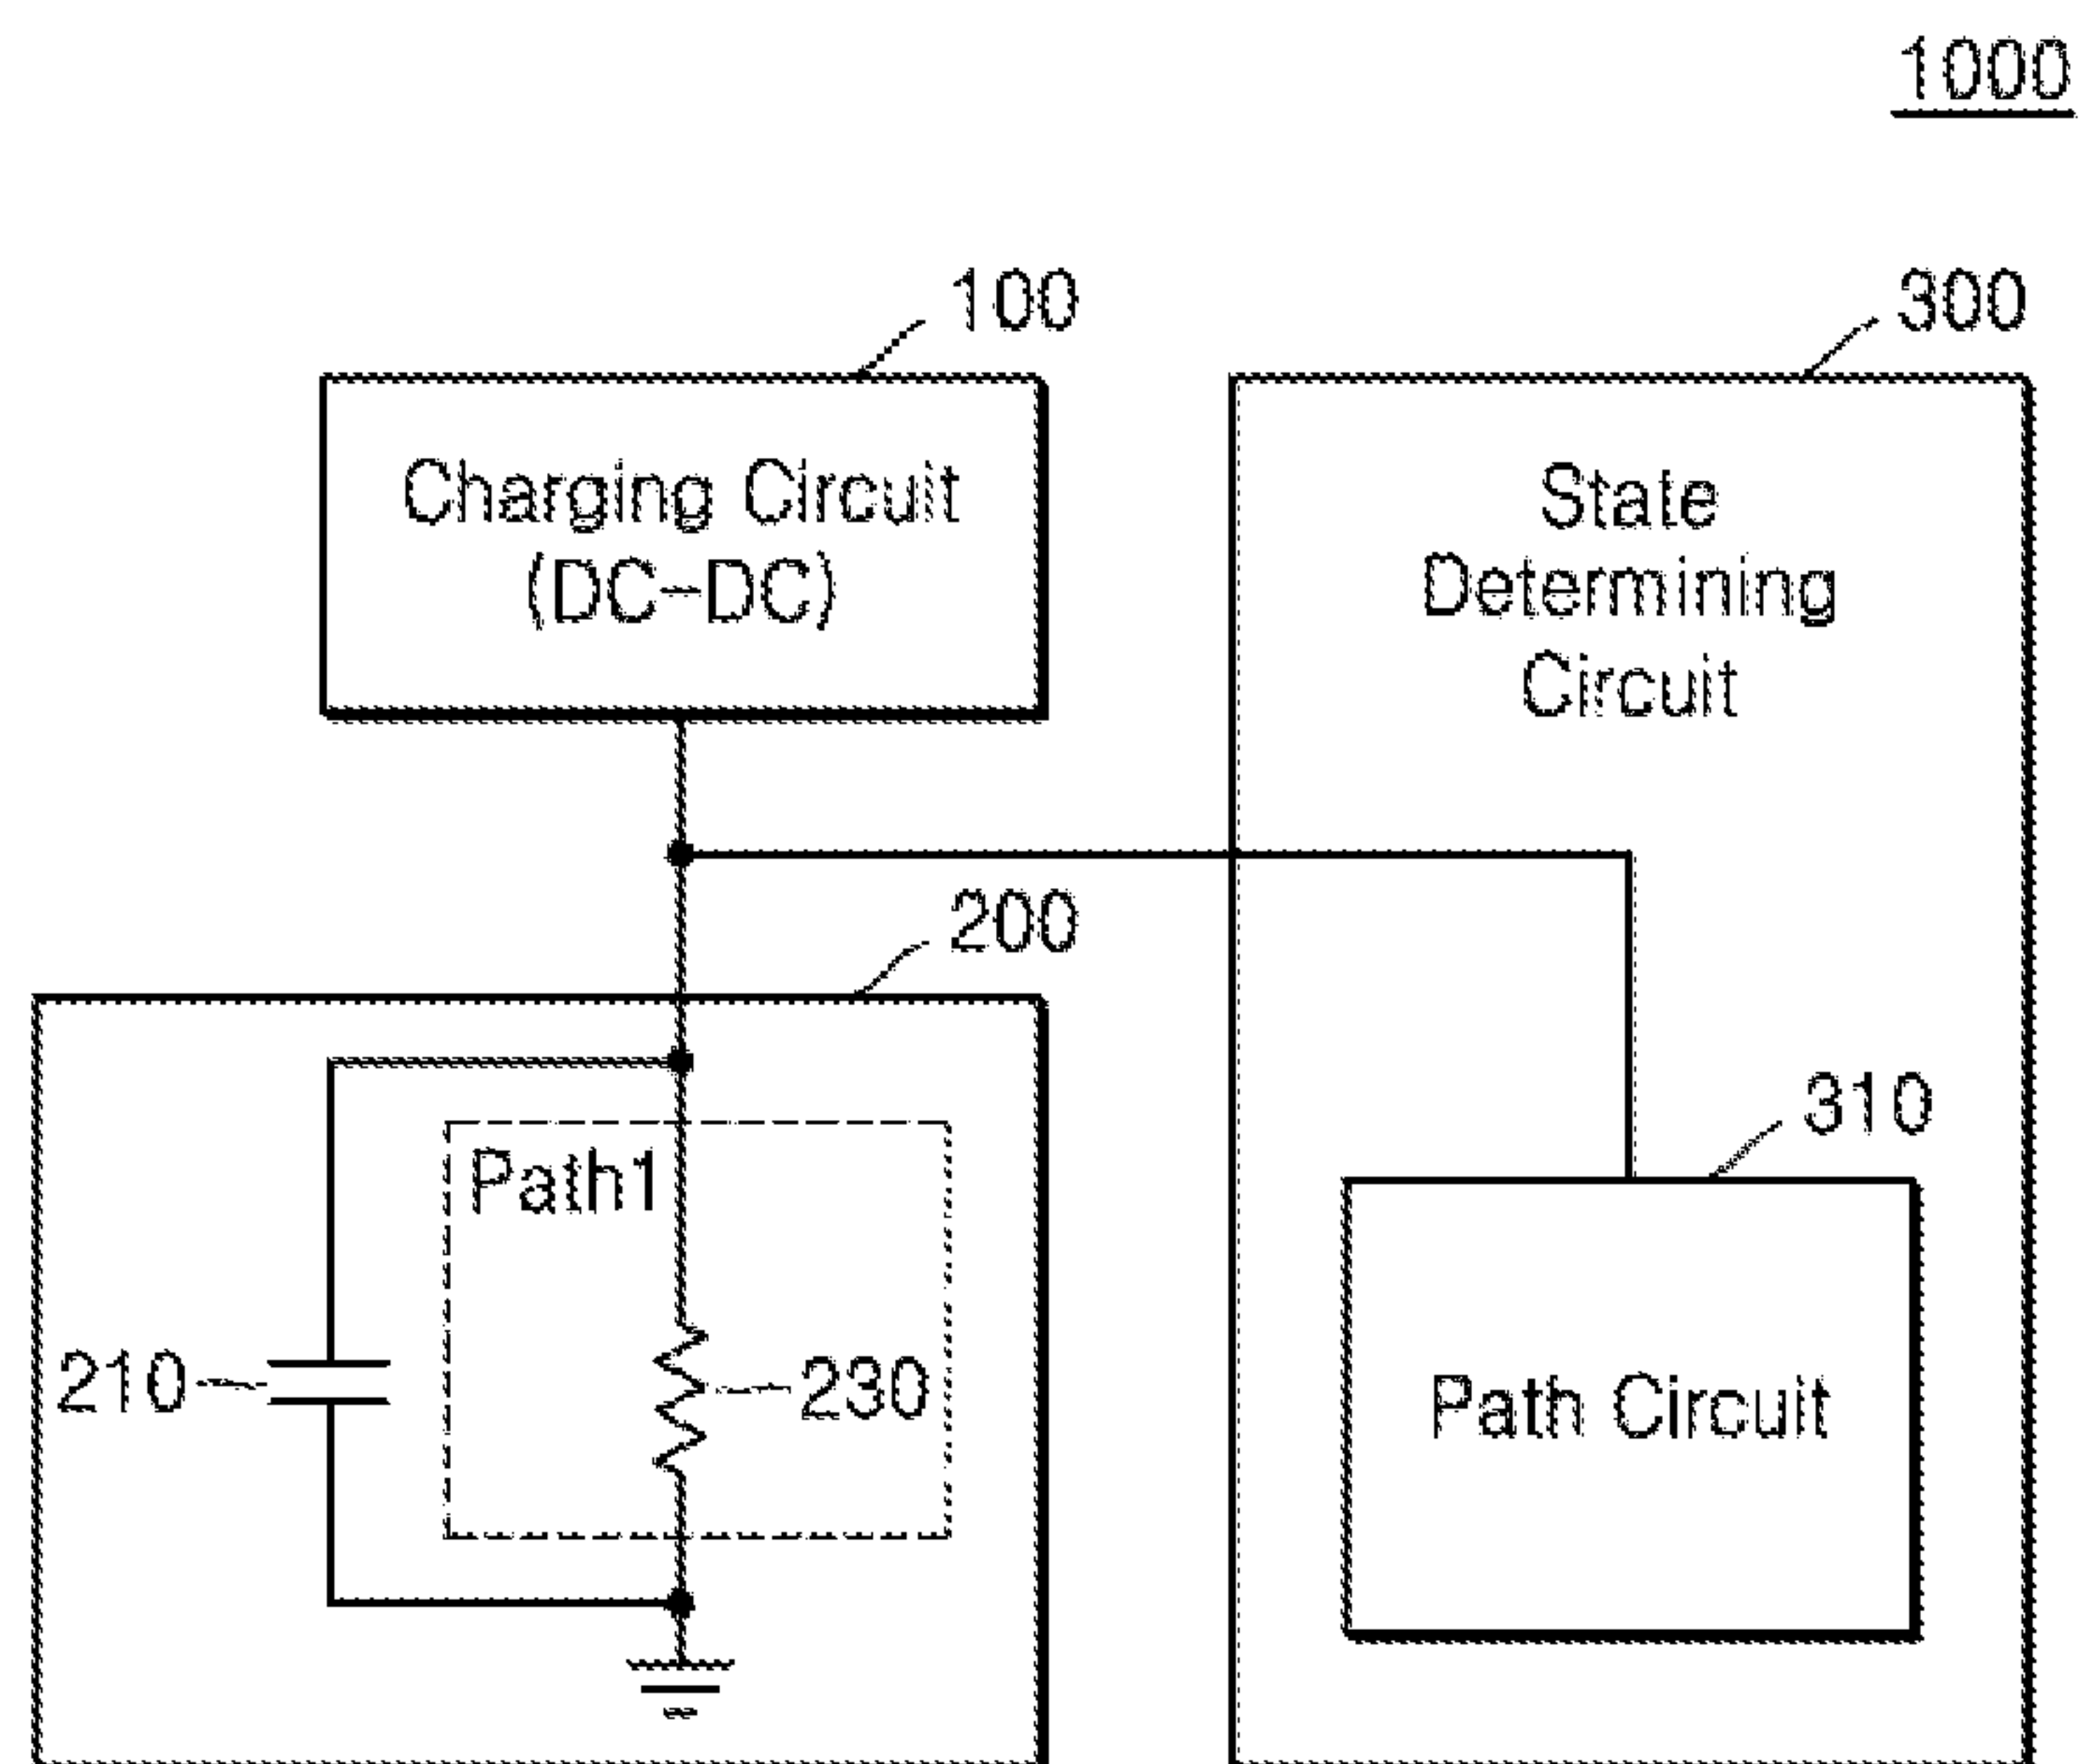 1000
100
300
Charging Circuit
(DC-DC)
State
Determining
Circuit
200
310
Path1
210
230
Path Circuit